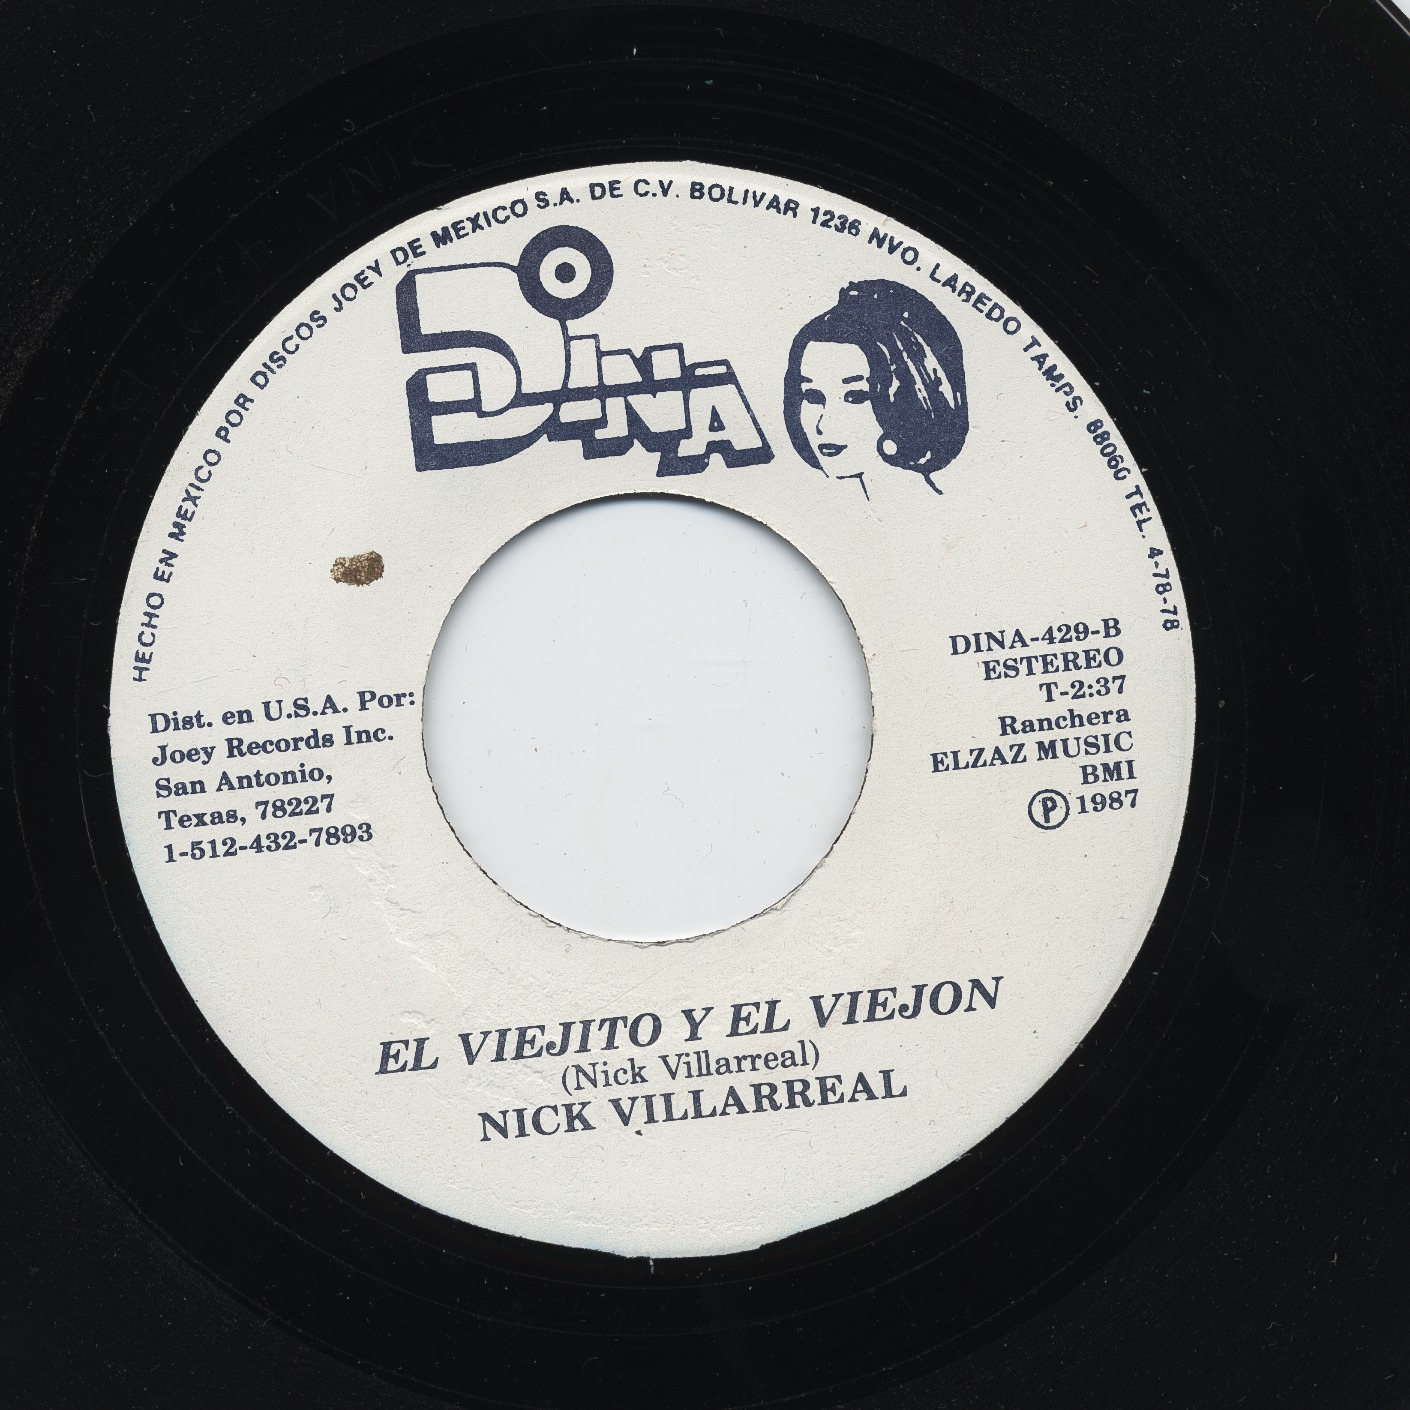 HECHO EN MEXICO POR DISCOS JOEY DE MEXICO S.A. DE C.V. BOLIVAR 1236 NVO. LAREDO TAMPS. 88060 TEL. 4-78-78
DINA
Dist. en U.S.A. Por:
Joey Records Inc.
San Antonio,
Texas, 78227
1-512-432-7893
DINA-429-B
ESTEREO
T-2:37
Ranchera
ELZAZ MUSIC
BMI
Ⓟ 1987
EL VIEJITO Y EL VIEJON
(Nick Villarreal)
NICK VILLARREAL